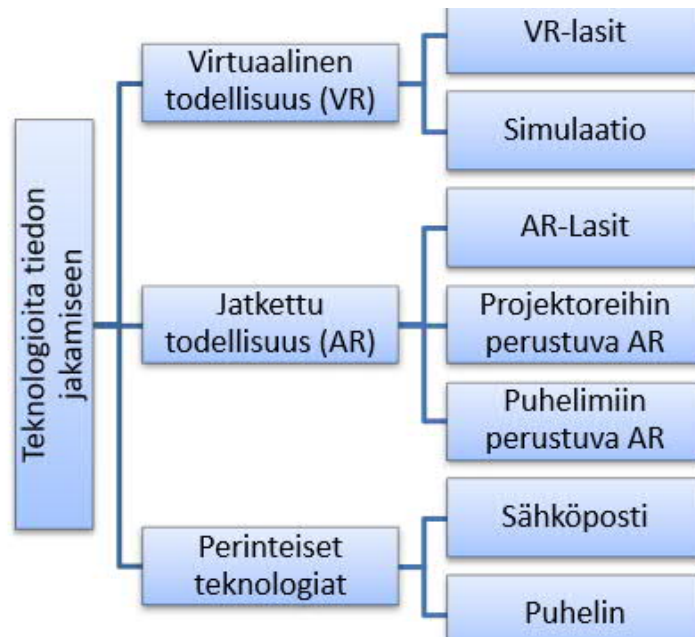 Teknologioita tiedon
jakamiseen
Virtuaalinen
todellisuus (VR)
VR-lasit
Simulaatio
Jatkettu
todellisuus (AR)
AR-Lasit
Projektoreihin
perustuva AR
Puhelimiin
perustuva AR
Perinteiset
teknologiat
Sähköposti
Puhelin